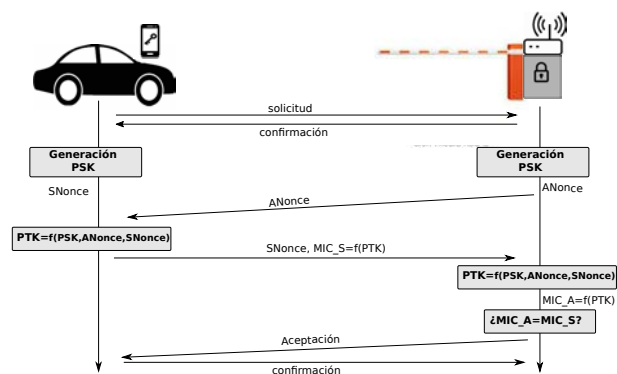 solicitud
confirmación
Generación
PSK
Generación
PSK
SNonce
ANonce
ANonce
PTK=f(PSK,ANonce,SNonce)
SNonce, MIC_S=f(PTK)
PTK=f(PSK,ANonce,SNonce)
MIC_A=f(PTK)
¿MIC_A=MIC_S?
Aceptación
confirmación